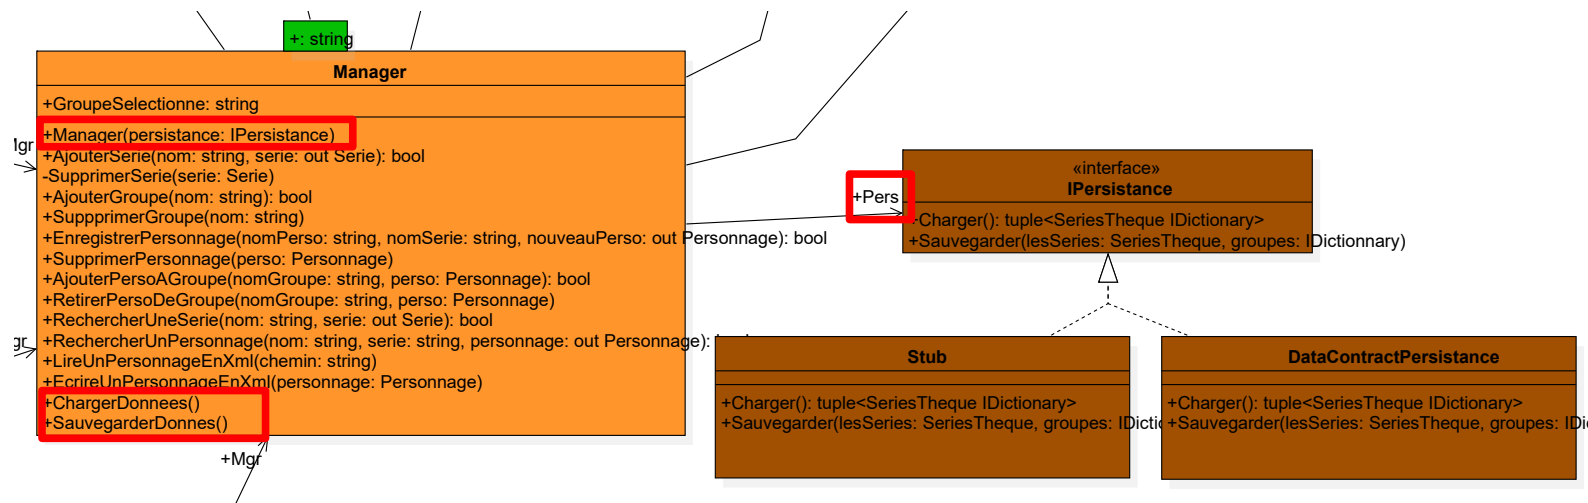 +: string
Manager
+GroupeSelectionne: string
+Manager(persistance: IPersistance)
+AjouterSerie(nom: string, serie: out Serie): bool
-SupprimerSerie(serie: Serie)
+AjouterGroupe(nom: string): bool
+SuppprimerGroupe(nom: string)
+EnregistrerPersonnage(nomPerso: string, nomSerie: string, nouveauPerso: out Personnage): bool
+SupprimerPersonnage(perso: Personnage)
+AjouterPersoAGroupe(nomGroupe: string, perso: Personnage): bool
+RetirerPersoDeGroupe(nomGroupe: string, perso: Personnage)
+RechercherUneSerie(nom: string, serie: out Serie): bool
+RechercherUnPersonnage(nom: string, serie: string, personnage: out Personnage):
+LireUnPersonnageEnXml(chemin: string)
+EcrireUnPersonnageEnXml(personnage: Personnage)
+ChargerDonnees()
+SauvegarderDonnes()
+Mgr
+Pers
«interface»
IPersistance
+Charger(): tuple<SeriesTheque IDictionary>
+Sauvegarder(lesSeries: SeriesTheque, groupes: IDictionnary)
Stub
+Charger(): tuple<SeriesTheque IDictionary>
+Sauvegarder(lesSeries: SeriesTheque, groupes:
DataContractPersistance
+Charger(): tuple<SeriesTheque IDictionary>
+Sauvegarder(lesSeries: SeriesTheque, groupes: